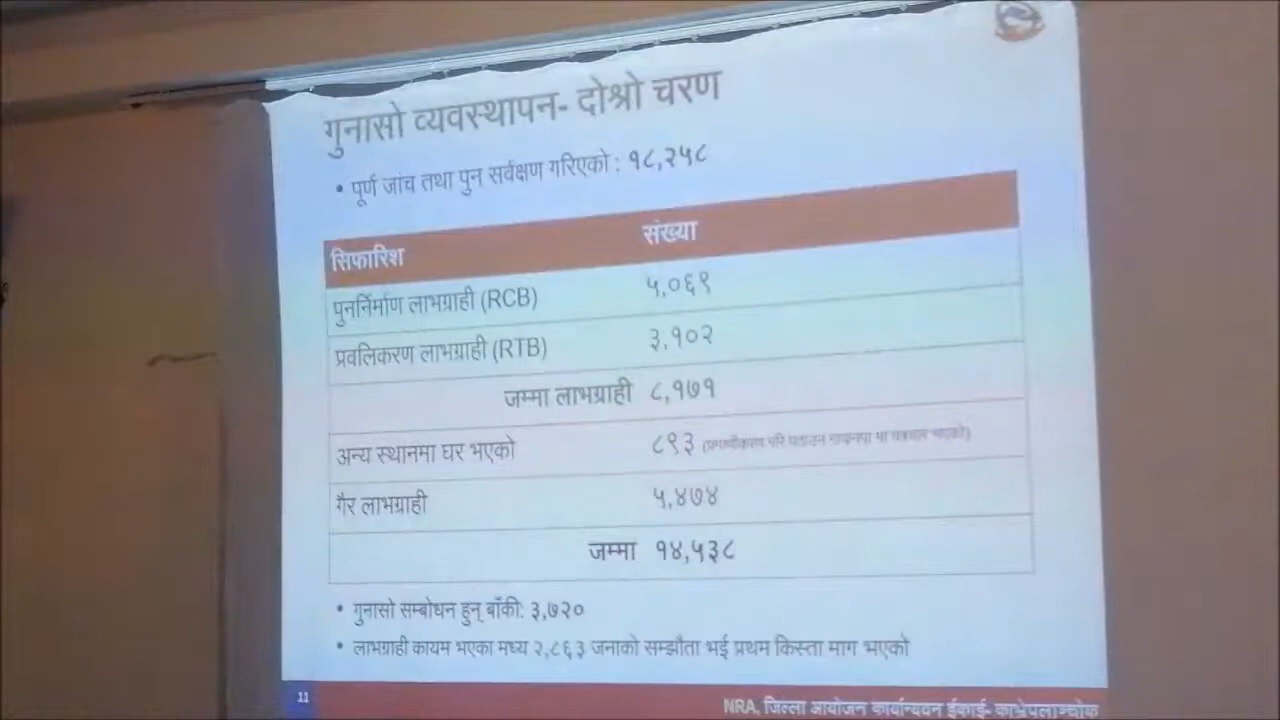 गुनासो व्यवस्थापन- दोश्रो चरण
• पूर्ण जांच तथा पुन सर्वेक्षण गरिएको : १८,२५८
सिफारिश संख्या
पुनर्निर्माण लाभग्राही (RCB) ५,०६९
प्रवलिकरण लाभग्राही (RTB) ३,१०२
जम्मा लाभग्राही ८,१७१
अन्य स्थानमा घर भएको ८९३
गैर लाभग्राही ५,४७४
जम्मा १४,५३८
• गुनासो सम्बोधन हुन् बाँकी: ३,७२०
• लाभग्राही कायम भएका मध्य २,८६३ जनाको सम्झौता भई प्रथम किस्ता माग भएको
11
NRA, जिल्ला आयोजन कार्यान्वयन ईकाई- काभ्रेपलाञ्चोक